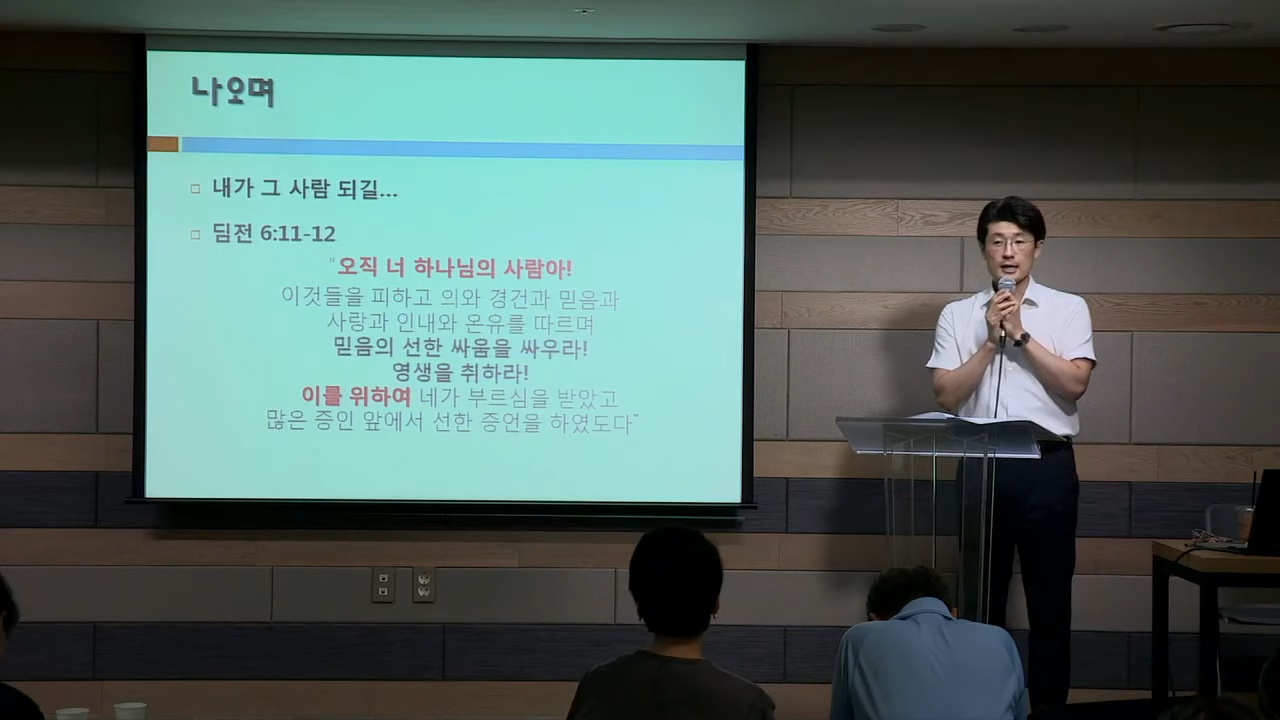 나오며
내가 그 사람 되길...
딤전 6:11-12
"오직 너 하나님의 사람아!
이것들을 피하고 의와 경건과 믿음과
사랑과 인내와 온유를 따르며
믿음의 선한 싸움을 싸우라!
영생을 취하라!
이를 위하여 네가 부르심을 받았고
많은 증인 앞에서 선한 증언을 하였도다"